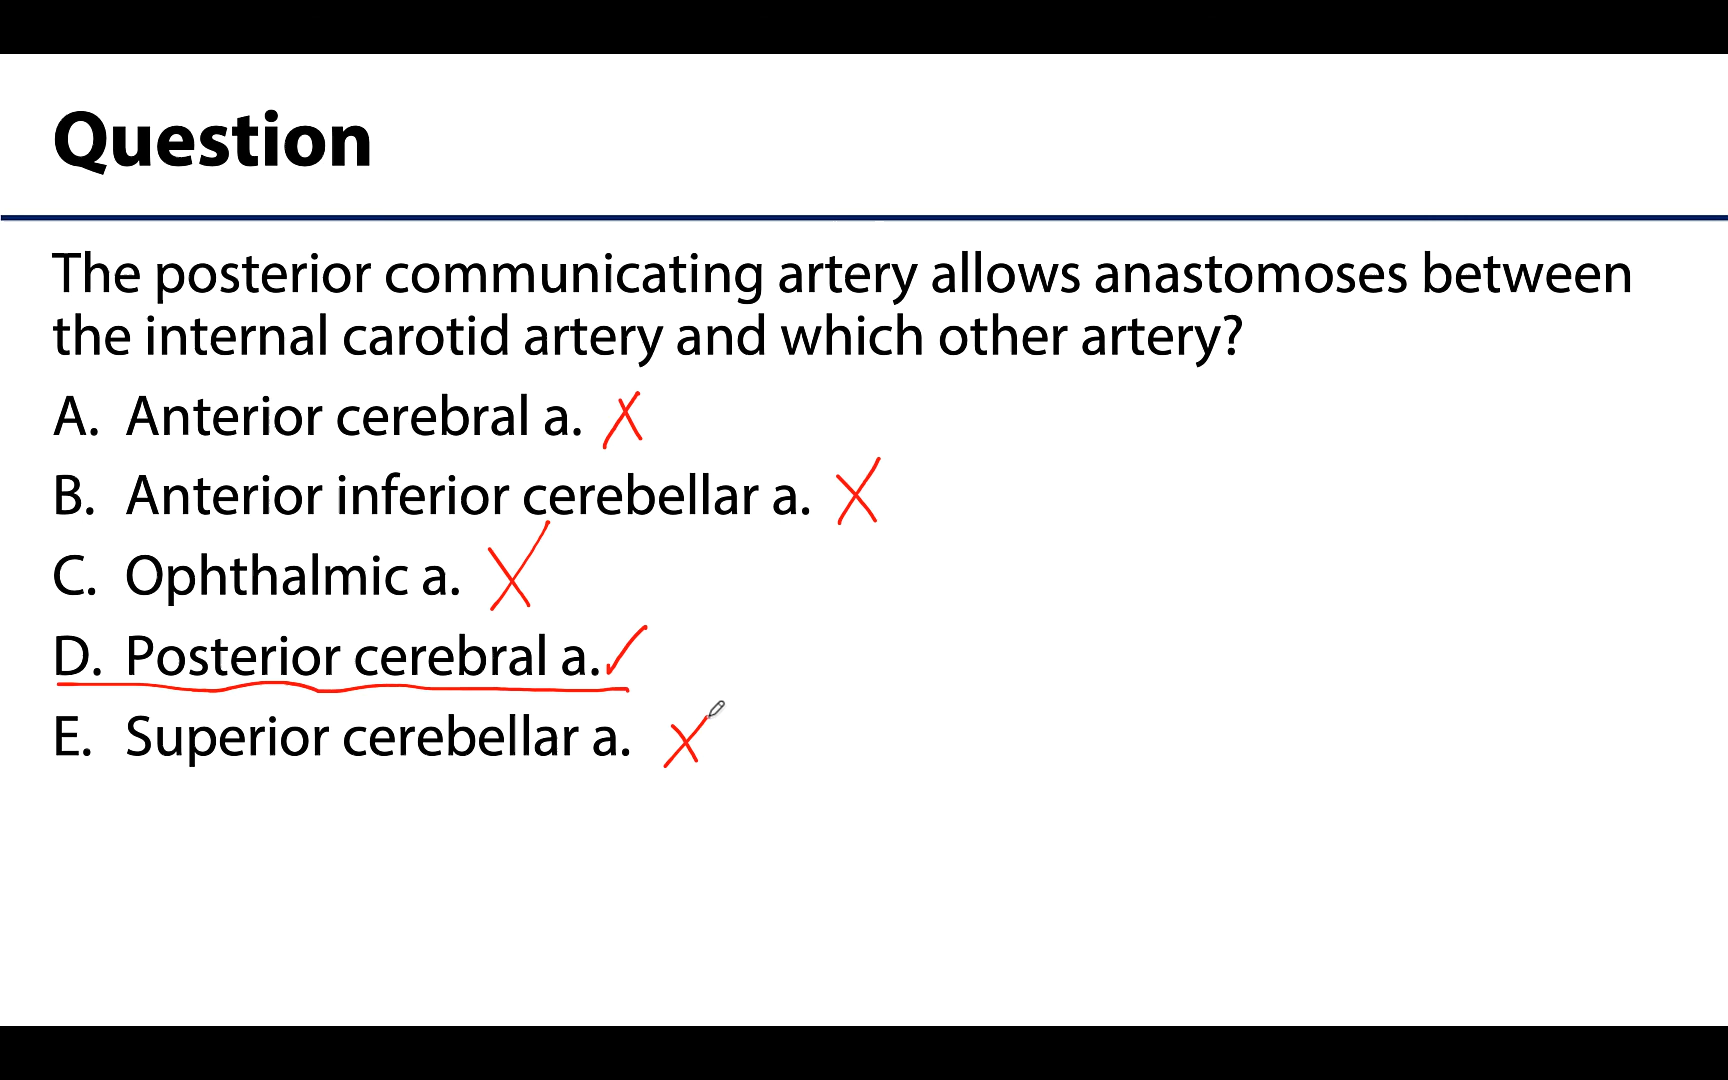 Question
The posterior communicating artery allows anastomoses between
the internal carotid artery and which other artery?
A. Anterior cerebral a.
B. Anterior inferior cerebellar a.
C. Ophthalmic a.
D. Posterior cerebral a.
E. Superior cerebellar a.